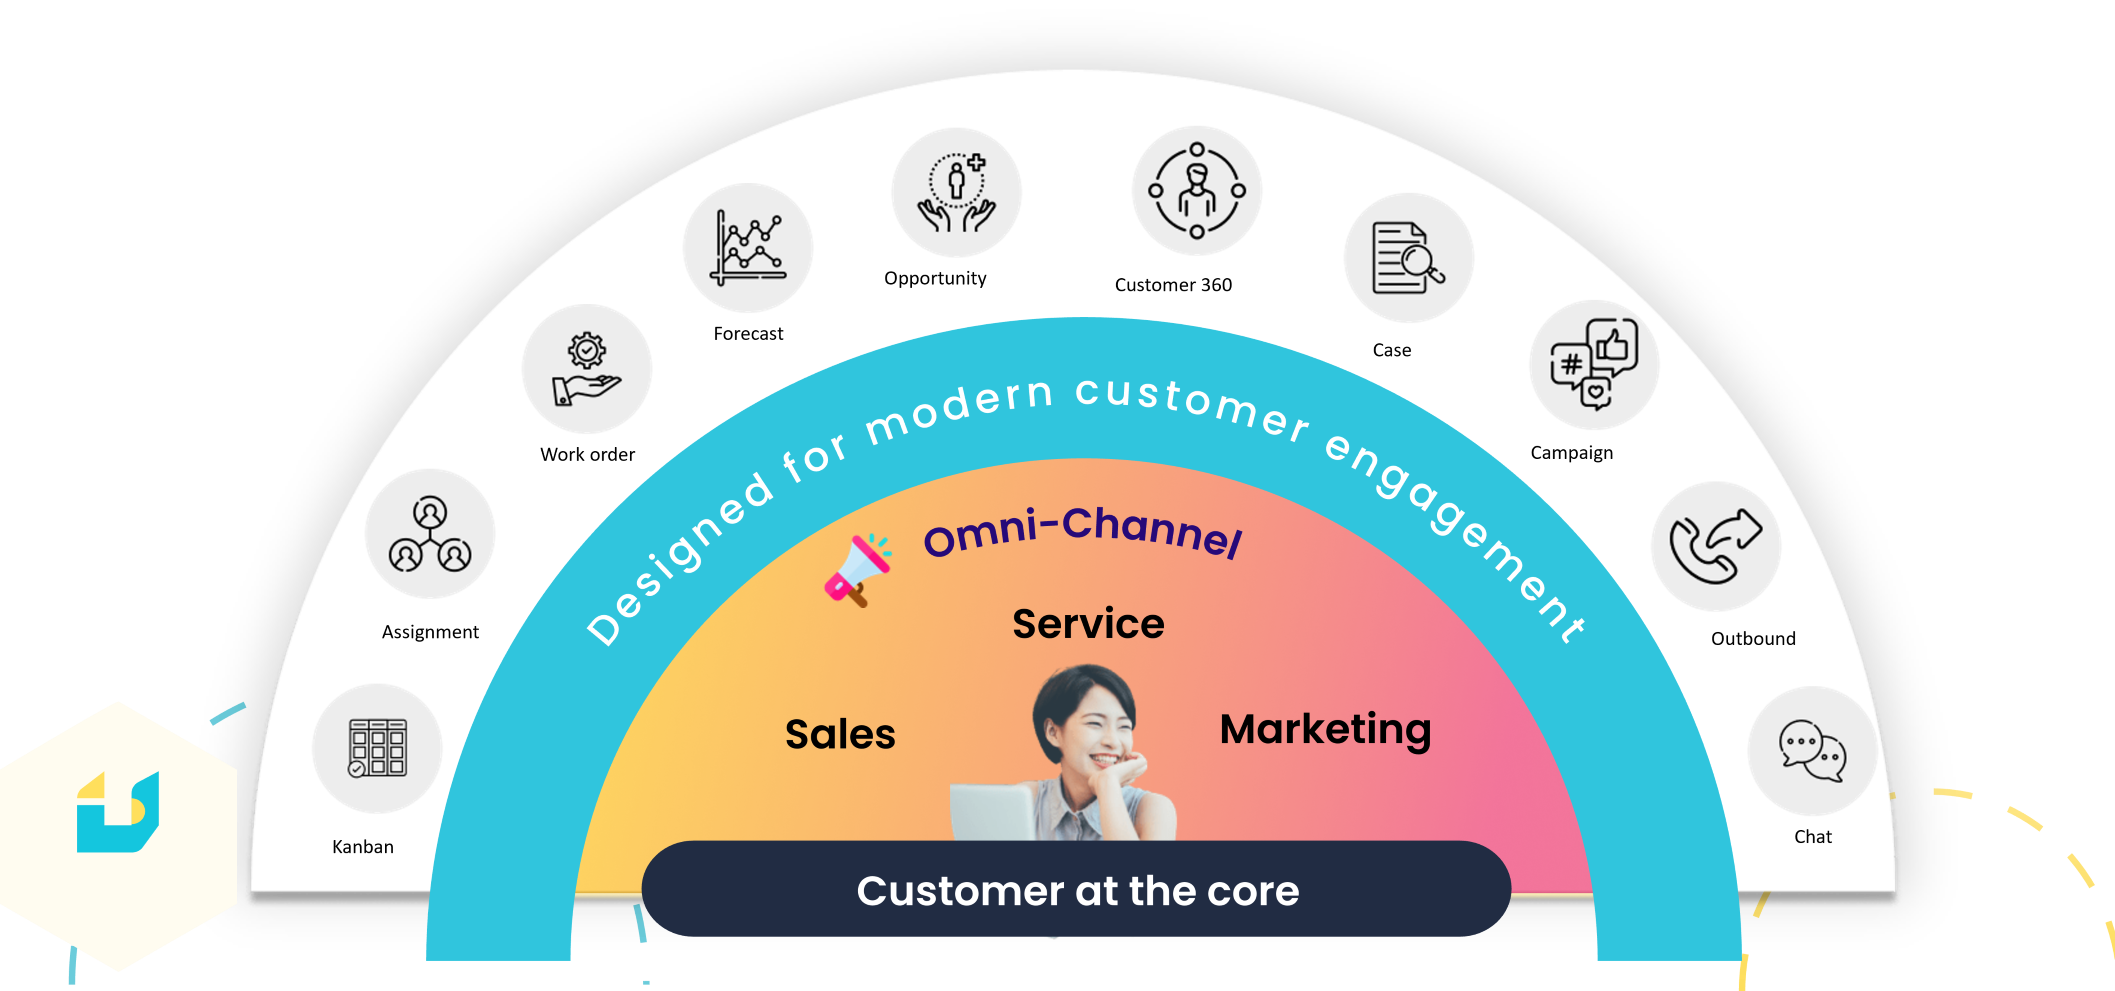 Opportunity
Customer 360
Forecast
Case
Work order
Campaign
Assignment
Outbound
Kanban
Chat
Designed for modern customer engagement
Omni-Channel
Service
Sales
Marketing
Customer at the core